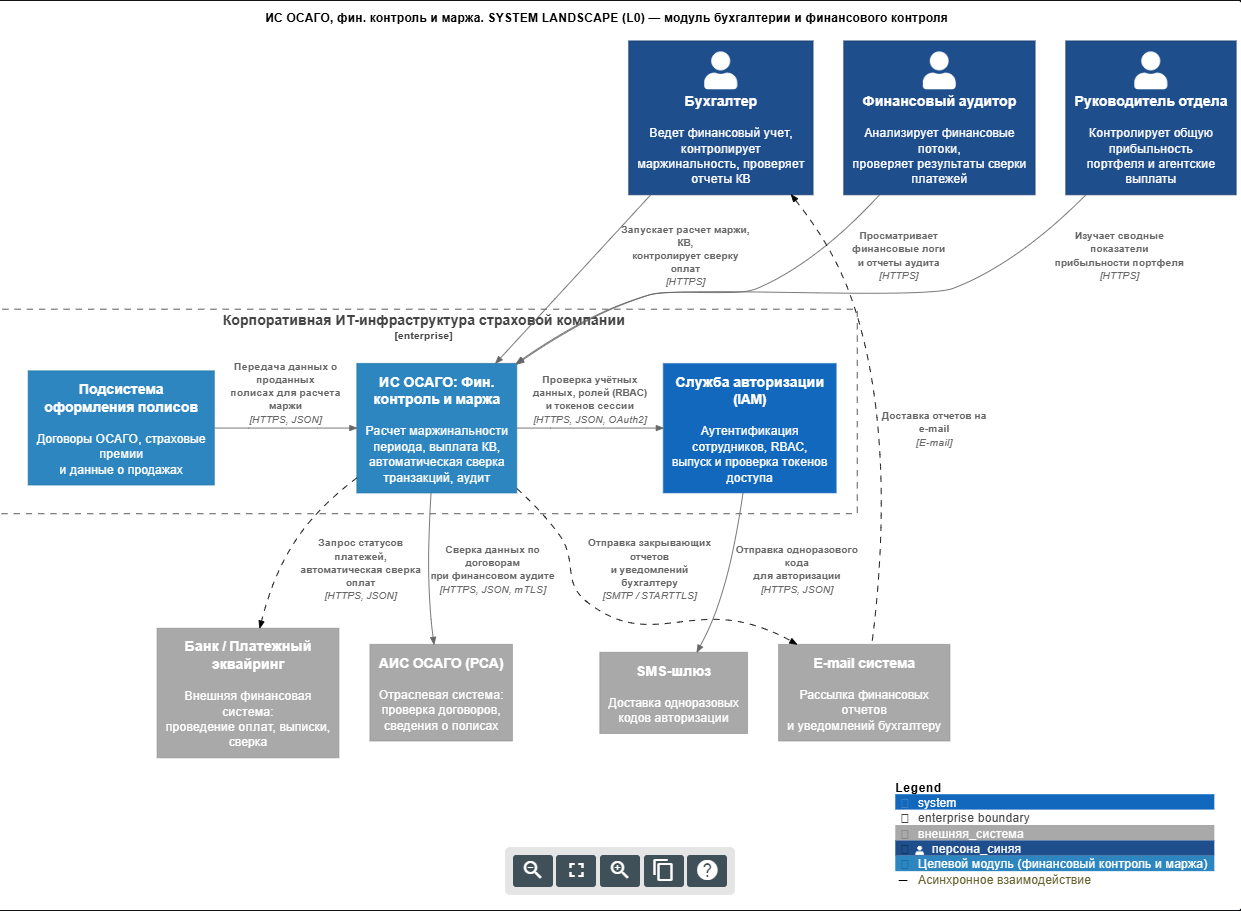 ИС ОСАГО, фин. контроль и маржа. SYSTEM LANDSCAPE (L0) — модуль бухгалтерии и финансового контроля
Бухгалтер
Ведет финансовый учет,
контролирует
маржинальность, проверяет
отчеты КВ
Финансовый аудитор
Анализирует финансовые
потоки,
проверяет результаты сверки
платежей
Руководитель отдела
Контролирует общую
прибыльность
портфеля и агентские
выплаты
Запускает расчет маржи,
КВ,
контролирует сверку
оплат
[HTTPS]
Просматривает
финансовые логи
и отчеты аудита
[HTTPS]
Изучает сводные
показатели
прибыльности портфеля
[HTTPS]
Корпоративная ИТ-инфраструктура страховой компании
[enterprise]
Подсистема
оформления полисов
Договоры ОСАГО, страховые
премии
и данные о продажах
Передача данных о
проданных
полисах для расчета
маржи
[HTTPS, JSON]
ИС ОСАГО: Фин.
контроль и маржа
Расчет маржинальности
периода, выплата КВ,
автоматическая сверка
транзакций, аудит
Проверка учётных
данных, ролей (RBAC)
и токенов сессии
[HTTPS, JSON, OAuth2]
Служба авторизации
(IAM)
Аутентификация
сотрудников, RBAC,
выпуск и проверка токенов
доступа
Доставка отчетов на
e-mail
[E-mail]
Запрос статусов
платежей,
автоматическая сверка
оплат
[HTTPS, JSON]
Сверка данных по
договорам
при финансовом аудите
[HTTPS, JSON, mTLS]
Отправка закрывающих
отчетов
и уведомлений
бухгалтеру
[SMTP / STARTTLS]
Отправка одноразового
кода
для авторизации
[HTTPS, JSON]
Банк / Платежный
эквайринг
Внешняя финансовая
система:
проведение оплат, выписки,
сверка
АИС ОСАГО (РСА)
Отраслевая система:
проверка договоров,
сведения о полисах
SMS-шлюз
Доставка одноразовых
кодов авторизации
E-mail система
Рассылка финансовых
отчетов
и уведомлений бухгалтеру
Legend
system
enterprise boundary
внешняя_система
персона_синяя
Целевой модуль (финансовый контроль и маржа)
Асинхронное взаимодействие